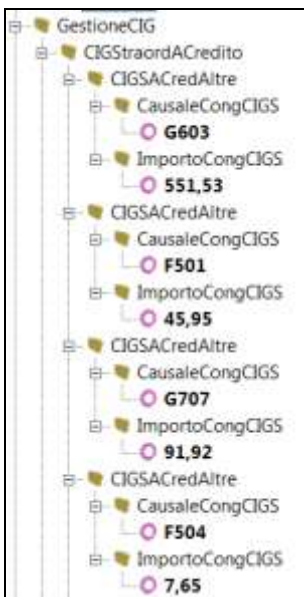 GestioneCIG
CIGStraordACredito
CIGSACredAltre
CausaleCongCIGS
G603
ImportoCongCIGS
551,53
CIGSACredAltre
CausaleCongCIGS
F501
ImportoCongCIGS
45,95
CIGSACredAltre
CausaleCongCIGS
G707
ImportoCongCIGS
91,92
CIGSACredAltre
CausaleCongCIGS
F504
ImportoCongCIGS
7,65